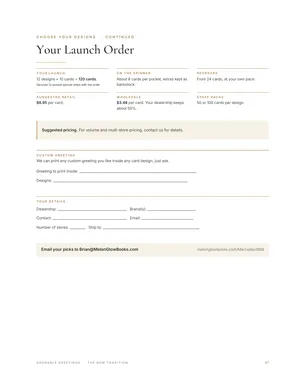 CHOOSE YOUR DESIGNS · CONTINUED
Your Launch Order
YOUR LAUNCH
ON THE SPINNER
REORDERS
12 designs × 10 cards = 120 cards.
About 8 cards per pocket, extras kept as
From 24 cards, at your own pace.
backstock.
SUGGESTED RETAIL
WHOLESALE
STAFF PACKS
$6.95 per card.
$3.48 per card. Your dealership keeps
50 or 100 cards per design.
about 50%.
Suggested pricing. For volume and multi-store pricing, contact us for details.
CUSTOM GREETING
We can print any custom greeting you like inside any card design, just ask.
Greeting to print inside:
Designs:
YOUR DETAILS
Dealership: Brand(s):
Contact: Email:
Number of stores: Ship to:
Email your picks to Brian@MelonGlowBooks.com